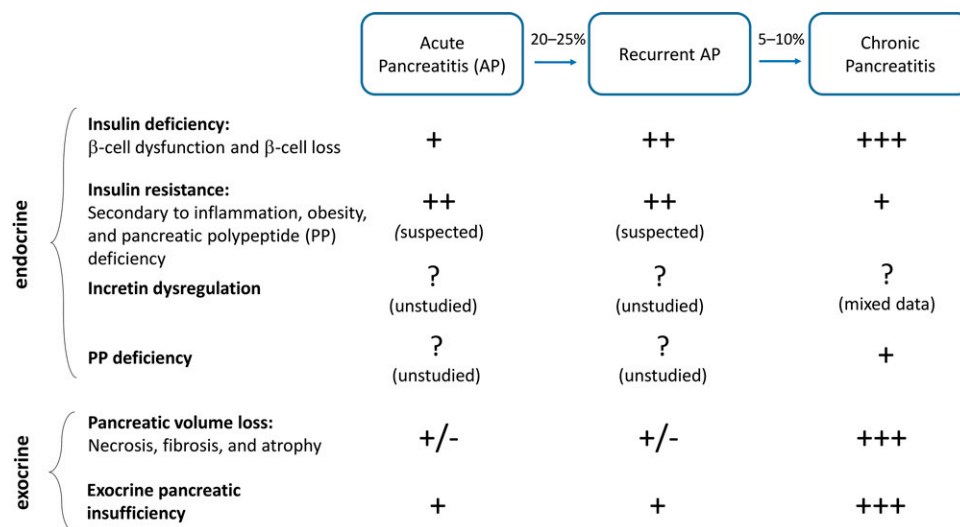 Acute
Pancreatitis (AP)
20–25%
Recurrent AP
5–10%
Chronic
Pancreatitis
endocrine
Insulin deficiency:
β-cell dysfunction and β-cell loss
+
++
+++
Insulin resistance:
Secondary to inflammation, obesity,
and pancreatic polypeptide (PP)
deficiency
++
(suspected)
++
(suspected)
+
Incretin dysregulation
?
(unstudied)
?
(unstudied)
?
(mixed data)
PP deficiency
?
(unstudied)
?
(unstudied)
+
exocrine
Pancreatic volume loss:
Necrosis, fibrosis, and atrophy
+/-
+/-
+++
Exocrine pancreatic
insufficiency
+
+
+++